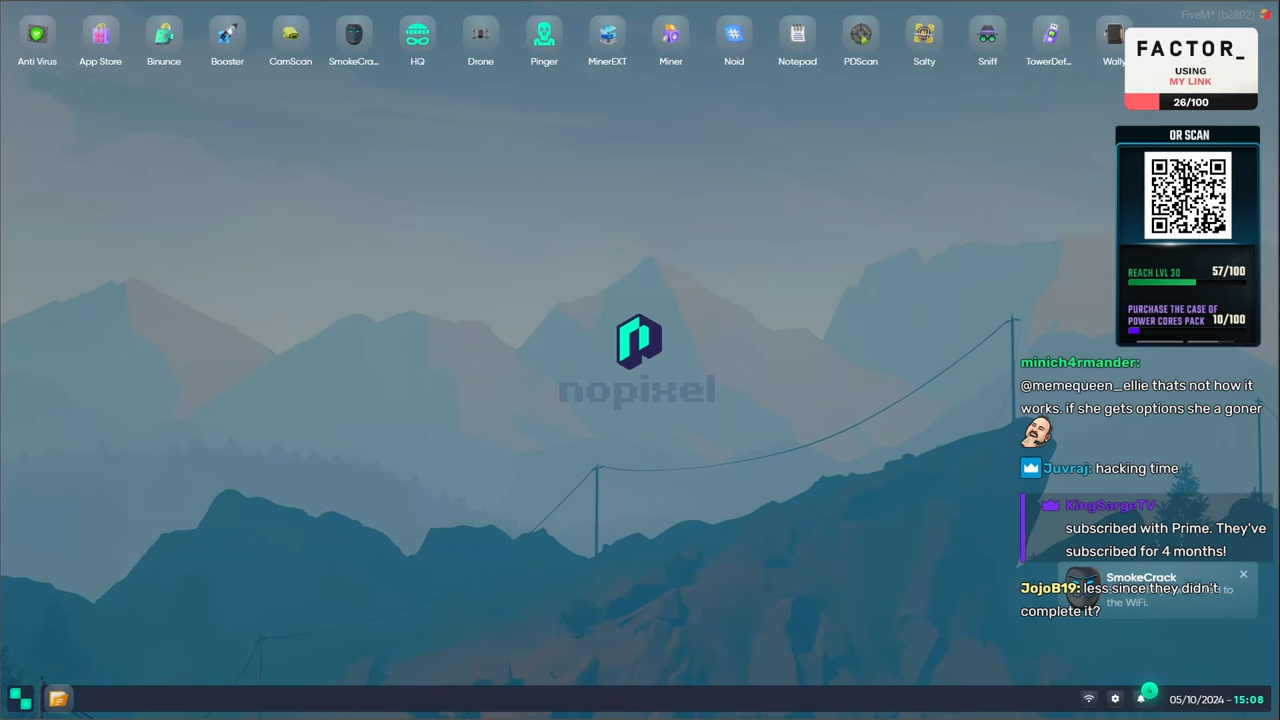 FiveM* (b2802)
Anti Virus
App Store
Binunce
Booster
CamScan
SmokeCra...
HQ
Drone
Pinger
MinerEXT
Miner
Noid
Notepad
PDScan
Salty
Sniff
TowerDef...
FACTOR_
USING
MY LINK
26/100
OR SCAN
REACH LVL 30 57/100
PURCHASE THE CASE OF
POWER CORES PACK 10/100
nopixel
minich4rmander:
@memequeen_ellie thats not how it
works. if she gets options she a goner
Juvraj: hacking time
KingSargeTV
subscribed with Prime. They've
subscribed for 4 months!
SmokeCrack
JojoB19: less since they didn't
to
the WiFi.
complete it?
05/10/2024 - 15:08